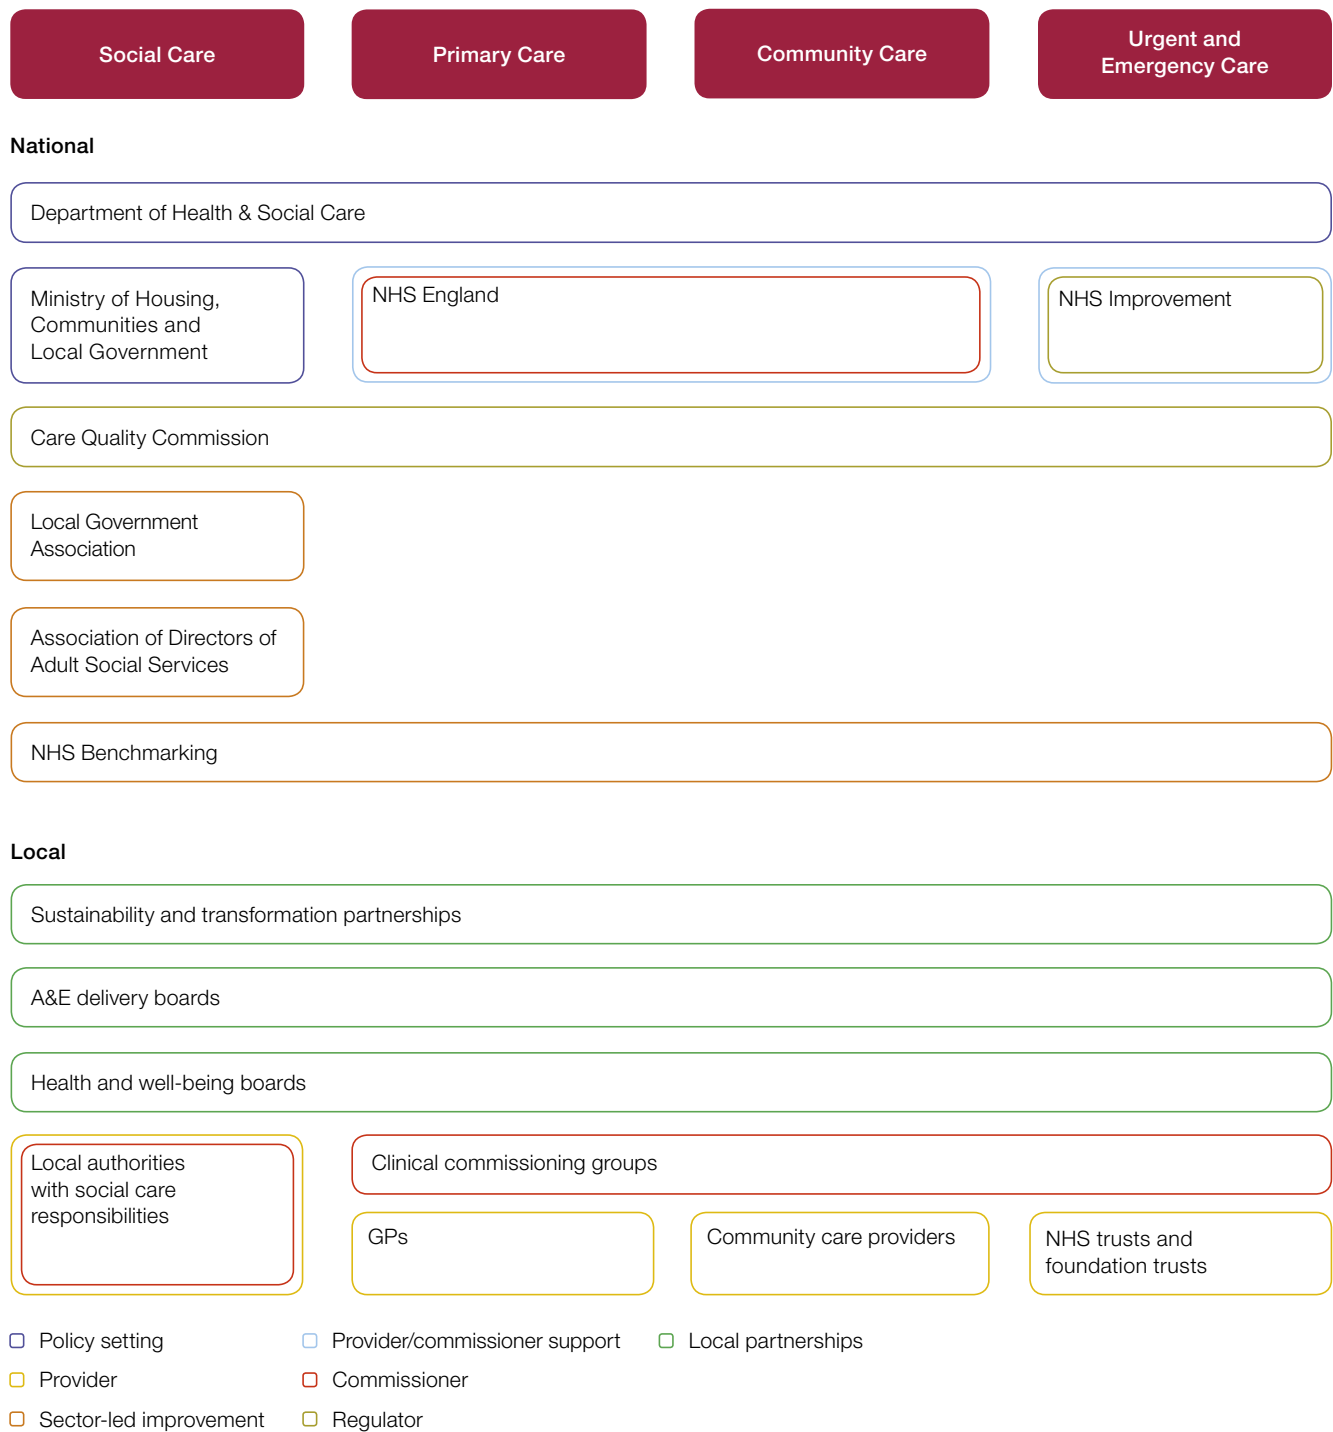 Social Care
Primary Care
Community Care
Urgent and
Emergency Care
National
Department of Health & Social Care
Ministry of Housing,
Communities and
Local Government
NHS England
NHS Improvement
Care Quality Commission
Local Government
Association
Association of Directors of
Adult Social Services
NHS Benchmarking
Local
Sustainability and transformation partnerships
A&E delivery boards
Health and well-being boards
Local authorities
with social care
responsibilities
Clinical commissioning groups
GPs
Community care providers
NHS trusts and
foundation trusts
Policy setting
Provider/commissioner support
Local partnerships
Provider
Commissioner
Sector-led improvement
Regulator